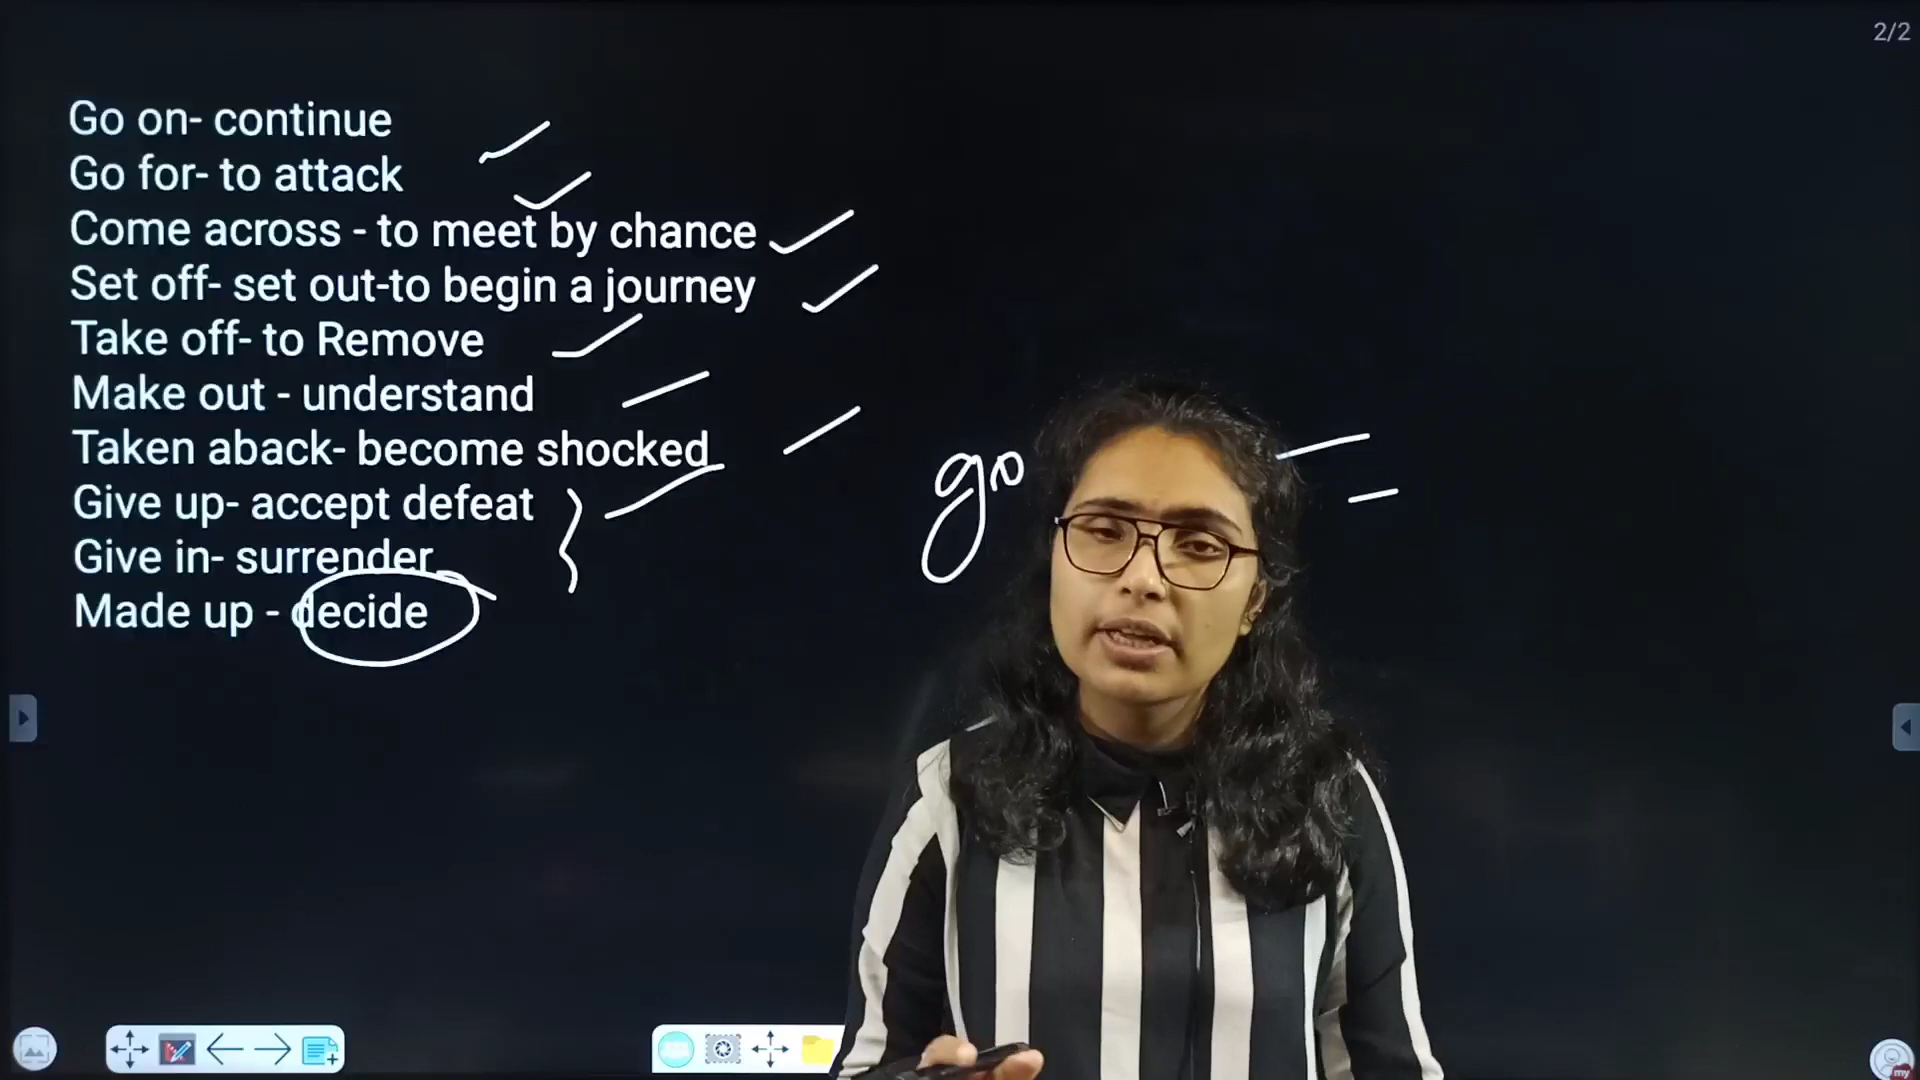 2/2
Go on- continue
Go for- to attack
Come across - to meet by chance
Set off- set out-to begin a journey
Take off- to Remove
Make out - understand
Taken aback- become shocked
Give up- accept defeat
Give in- surrender
Made up - decide
go
my